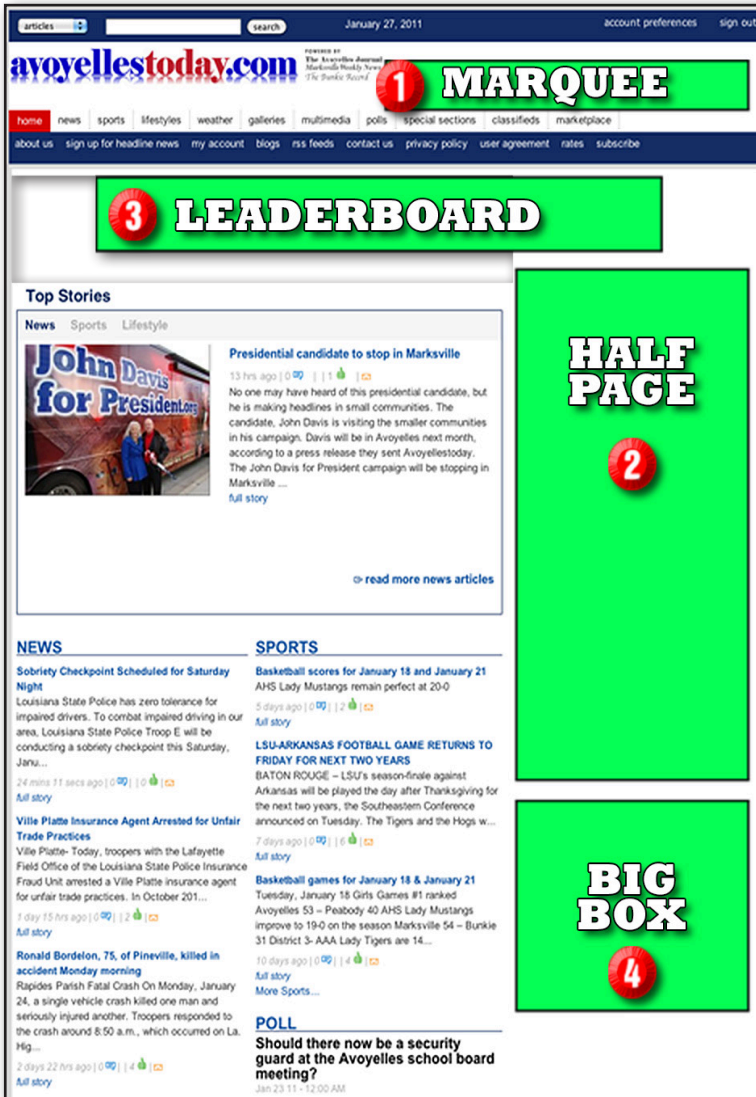 articles
search
January 27, 2011
account preferences
sign out
avoyellestoday.com
POWERED BY
The Avoyelles Journal
Marksville Weekly News
The Bunkie Record
1 MARQUEE
home news sports lifestyles weather galleries multimedia polls special sections classifieds marketplace
about us sign up for headline news my account blogs rss feeds contact us privacy policy user agreement rates subscribe
3 LEADERBOARD
Top Stories
News Sports Lifestyle
John Davis
for President.org
Presidential candidate to stop in Marksville
13 hrs ago | 0 | | 1 |
No one may have heard of this presidential candidate, but
he is making headlines in small communities. The
candidate, John Davis is visiting the smaller communities
in his campaign. Davis will be in Avoyelles next month,
according to a press release they sent Avoyellestoday.
The John Davis for President campaign will be stopping in
Marksville ...
full story
read more news articles
HALF
PAGE
2
NEWS
Sobriety Checkpoint Scheduled for Saturday
Night
Louisiana State Police has zero tolerance for
impaired drivers. To combat impaired driving in our
area, Louisiana State Police Troop E will be
conducting a sobriety checkpoint this Saturday,
Janu...
24 mins 11 secs ago | 0 | | 0 |
full story
Ville Platte Insurance Agent Arrested for Unfair
Trade Practices
Ville Platte- Today, troopers with the Lafayette
Field Office of the Louisiana State Police Insurance
Fraud Unit arrested a Ville Platte insurance agent
for unfair trade practices. In October 201...
1 day 15 hrs ago | 0 | | 2 |
full story
Ronald Bordelon, 75, of Pineville, killed in
accident Monday morning
Rapides Parish Fatal Crash On Monday, January
24, a single vehicle crash killed one man and
seriously injured another. Troopers responded to
the crash around 8:50 a.m., which occurred on La.
Hig...
2 days 22 hrs ago | 0 | | 4 |
full story
SPORTS
Basketball scores for January 18 and January 21
AHS Lady Mustangs remain perfect at 20-0
5 days ago | 0 | | 2 |
full story
LSU-ARKANSAS FOOTBALL GAME RETURNS TO
FRIDAY FOR NEXT TWO YEARS
BATON ROUGE – LSU's season-finale against
Arkansas will be played the day after Thanksgiving for
the next two years, the Southeastern Conference
announced on Tuesday. The Tigers and the Hogs w...
7 days ago | 0 | | 6 |
full story
Basketball games for January 18 & January 21
Tuesday, January 18 Girls Games #1 ranked
Avoyelles 53 – Peabody 40 AHS Lady Mustangs
improve to 19-0 on the season Marksville 54 – Bunkie
31 District 3- AAA Lady Tigers are 14...
10 days ago | 0 | | 4 |
full story
More Sports...
POLL
Should there now be a security
guard at the Avoyelles school board
meeting?
Jan 23 11 - 12:00 AM
BIG
BOX
4